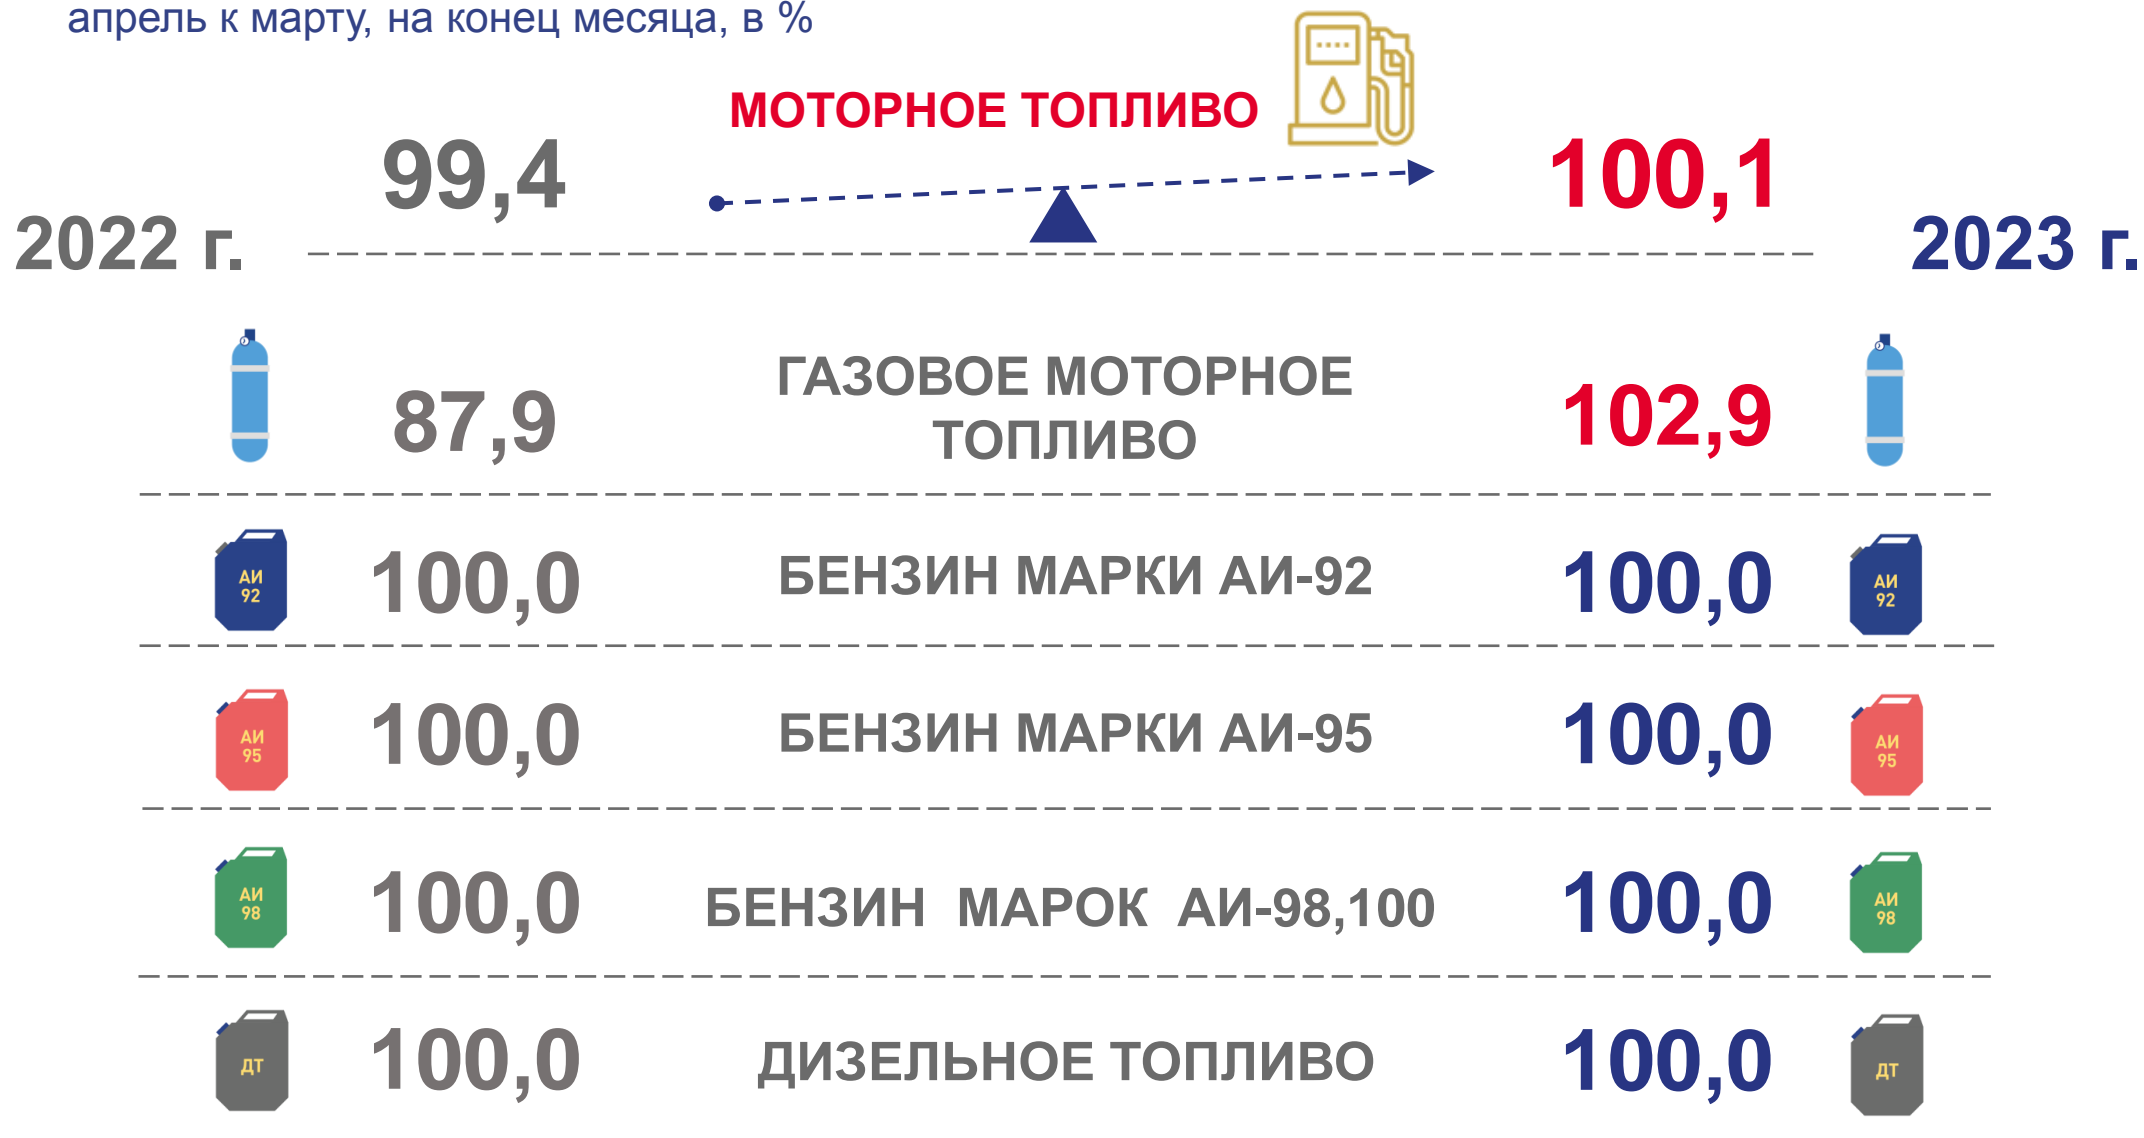 апрель к марту, на конец месяца, в %
МОТОРНОЕ ТОПЛИВО
99,4
100,1
2022 г.
2023 г.
87,9
ГАЗОВОЕ МОТОРНОЕ
ТОПЛИВО
102,9
АИ
92
100,0
БЕНЗИН МАРКИ АИ-92
100,0
АИ
92
АИ
95
100,0
БЕНЗИН МАРКИ АИ-95
100,0
АИ
95
АИ
98
100,0
БЕНЗИН МАРОК АИ-98,100
100,0
АИ
98
ДТ
100,0
ДИЗЕЛЬНОЕ ТОПЛИВО
100,0
ДТ